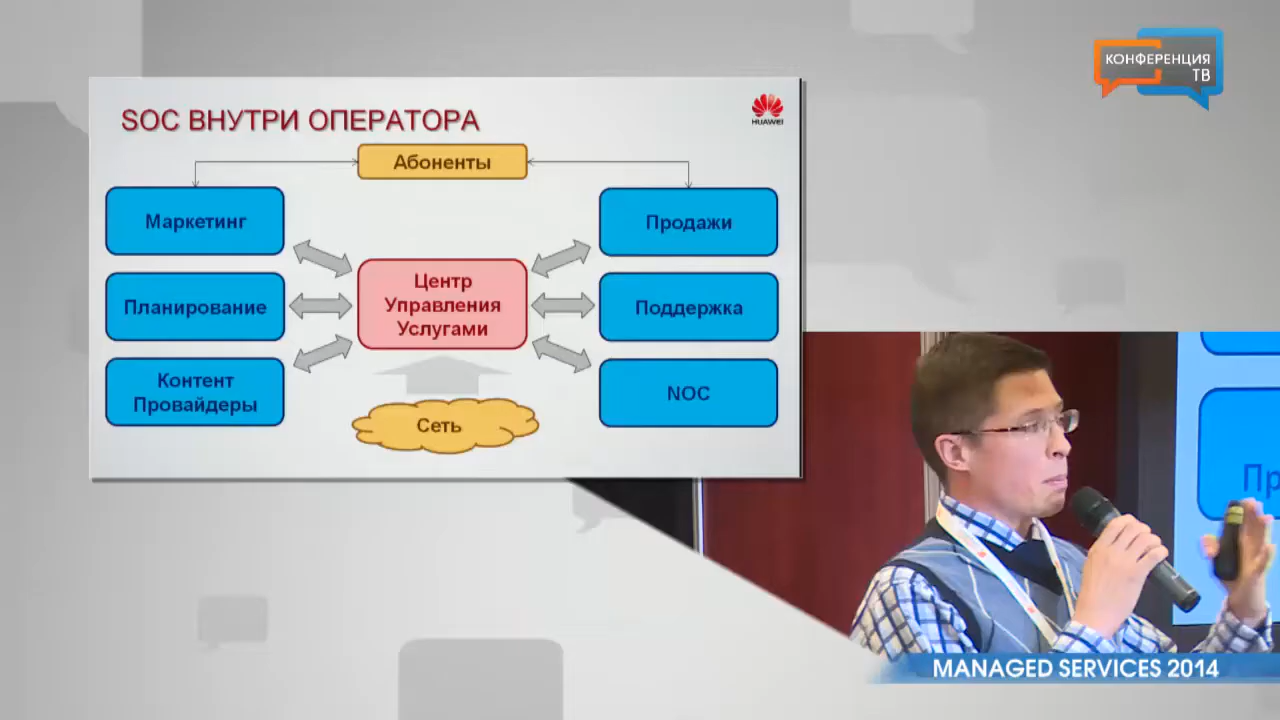 КОНФЕРЕНЦИЯ
ТВ
SOC ВНУТРИ ОПЕРАТОРА
HUAWEI
Абоненты
Маркетинг
Продажи
Центр
Управления
Услугами
Планирование
Поддержка
Контент
Провайдеры
NOC
Сеть
Пр
MANAGED SERVICES 2014